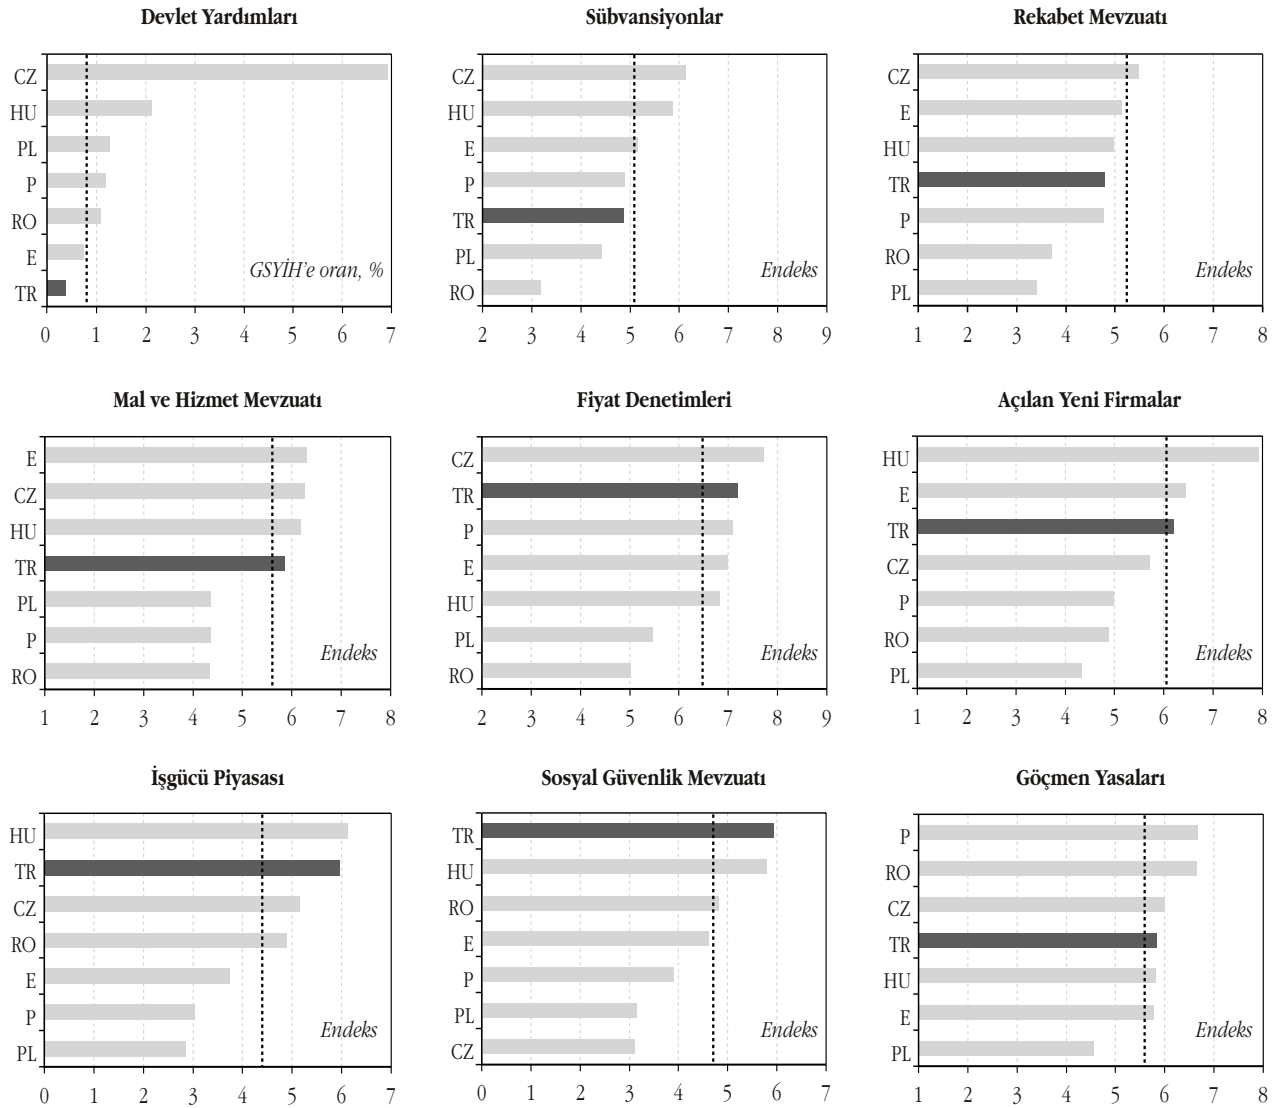 Devlet Yardımları
CZ
HU
PL
P
RO
E
TR
GSYİH'e oran, %
0 1 2 3 4 5 6 7
Sübvansiyonlar
CZ
HU
E
P
TR
PL
RO
Endeks
2 3 4 5 6 7 8 9
Rekabet Mevzuatı
CZ
E
HU
TR
P
RO
PL
Endeks
1 2 3 4 5 6 7 8
Mal ve Hizmet Mevzuatı
E
CZ
HU
TR
PL
P
RO
Endeks
1 2 3 4 5 6 7 8
Fiyat Denetimleri
CZ
TR
P
E
HU
PL
RO
Endeks
2 3 4 5 6 7 8 9
Açılan Yeni Firmalar
HU
E
TR
CZ
P
RO
PL
Endeks
1 2 3 4 5 6 7 8
İşgücü Piyasası
HU
TR
CZ
RO
E
P
PL
Endeks
0 1 2 3 4 5 6 7
Sosyal Güvenlik Mevzuatı
TR
HU
RO
E
P
PL
CZ
Endeks
0 1 2 3 4 5 6 7
Göçmen Yasaları
P
RO
CZ
TR
HU
E
PL
Endeks
1 2 3 4 5 6 7 8